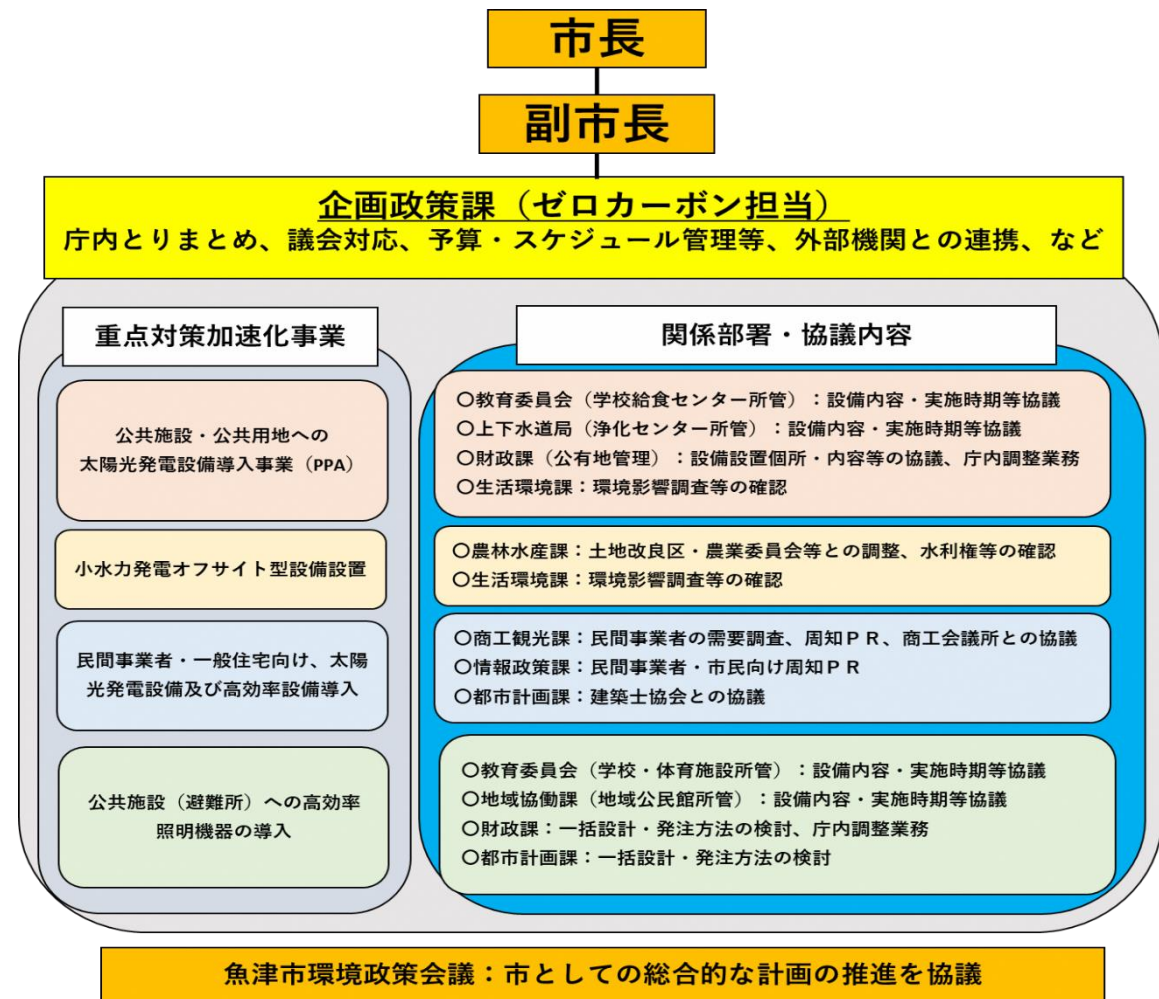 市長
副市長
企画政策課（ゼロカーボン担当）
庁内とりまとめ、議会対応、予算・スケジュール管理等、外部機関との連携、など
重点対策加速化事業
関係部署・協議内容
公共施設・公共用地への
太陽光発電設備導入事業（PPA）
〇教育委員会（学校給食センター所管）：設備内容・実施時期等協議
〇上下水道局（浄化センター所管）：設備内容・実施時期等協議
〇財政課（公有地管理）：設備設置個所・内容等の協議、庁内調整業務
〇生活環境課：環境影響調査等の確認
小水力発電オフサイト型設備設置
〇農林水産課：土地改良区・農業委員会等との調整、水利権等の確認
〇生活環境課：環境影響調査等の確認
民間事業者・一般住宅向け、太陽
光発電設備及び高効率設備導入
〇商工観光課：民間事業者の需要調査、周知ＰＲ、商工会議所との協議
〇情報政策課：民間事業者・市民向け周知ＰＲ
〇都市計画課：建築士協会との協議
公共施設（避難所）への高効率
照明機器の導入
〇教育委員会（学校・体育施設所管）：設備内容・実施時期等協議
〇地域協働課（地域公民館所管）：設備内容・実施時期等協議
〇財政課：一括設計・発注方法の検討、庁内調整業務
〇都市計画課：一括設計・発注方法の検討
魚津市環境政策会議：市としての総合的な計画の推進を協議